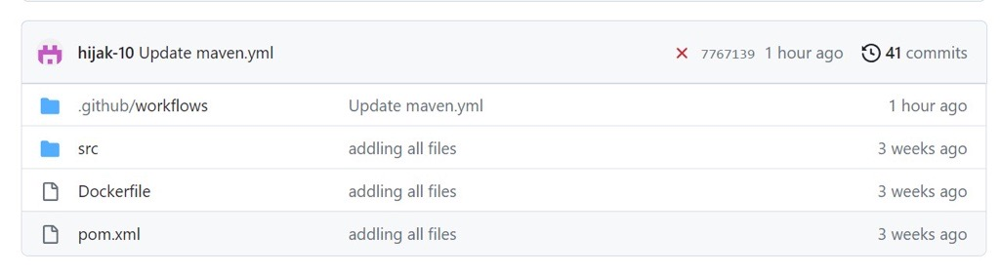 hijak-10 Update maven.yml 7767139 1 hour ago 41 commits
.github/workflows Update maven.yml 1 hour ago
src addling all files 3 weeks ago
Dockerfile addling all files 3 weeks ago
pom.xml addling all files 3 weeks ago